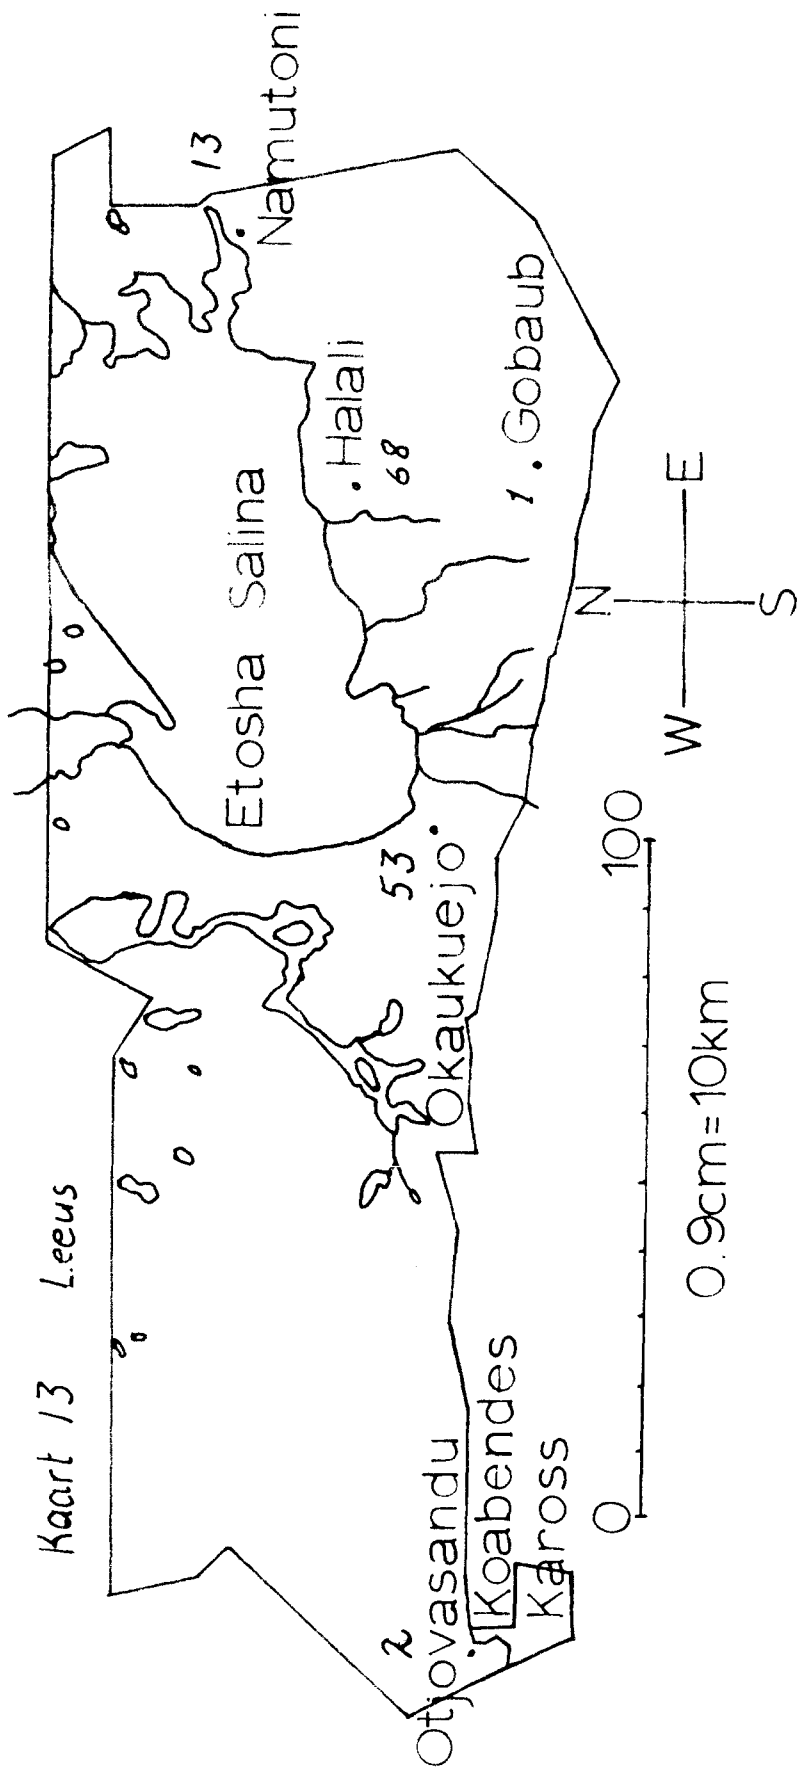 Kaart 13 Leeus
13
Namutoni
Etosha Salina
Halali
68
1
Gobaub
53
Okaukuejo
2
Otjovasandu
Koabendes
Kaross
N
W E
S
0 100
0.9cm=10km